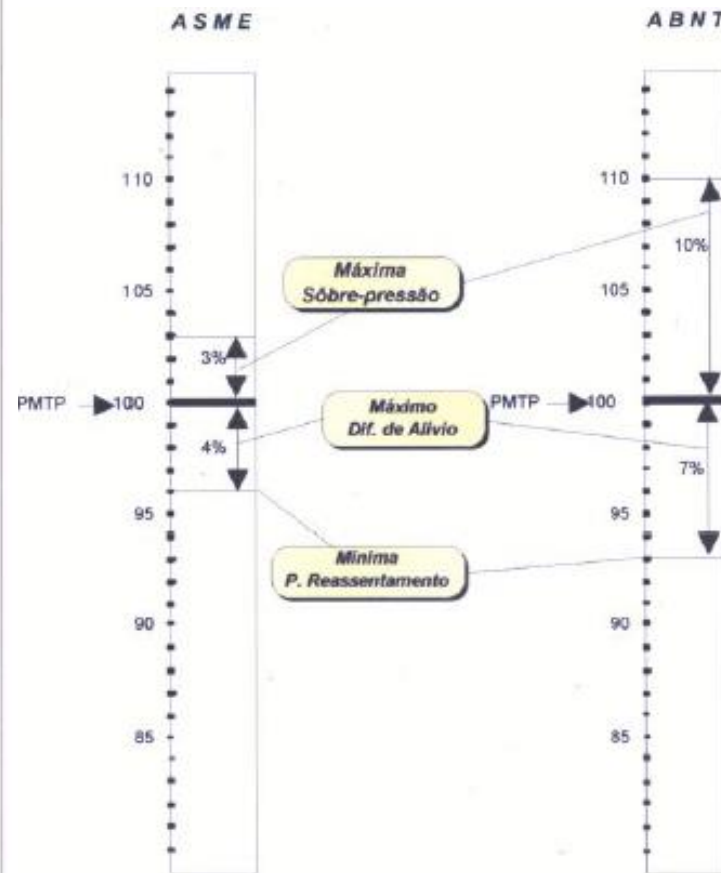 ASME
ABNT
110
110
10%
Máxima
Sôbre-pressão
105
105
3%
PMTP
100
Máximo
Dif. de Alívio
PMTP
100
4%
7%
95
95
Mínima
P. Reassentamento
90
90
85
85